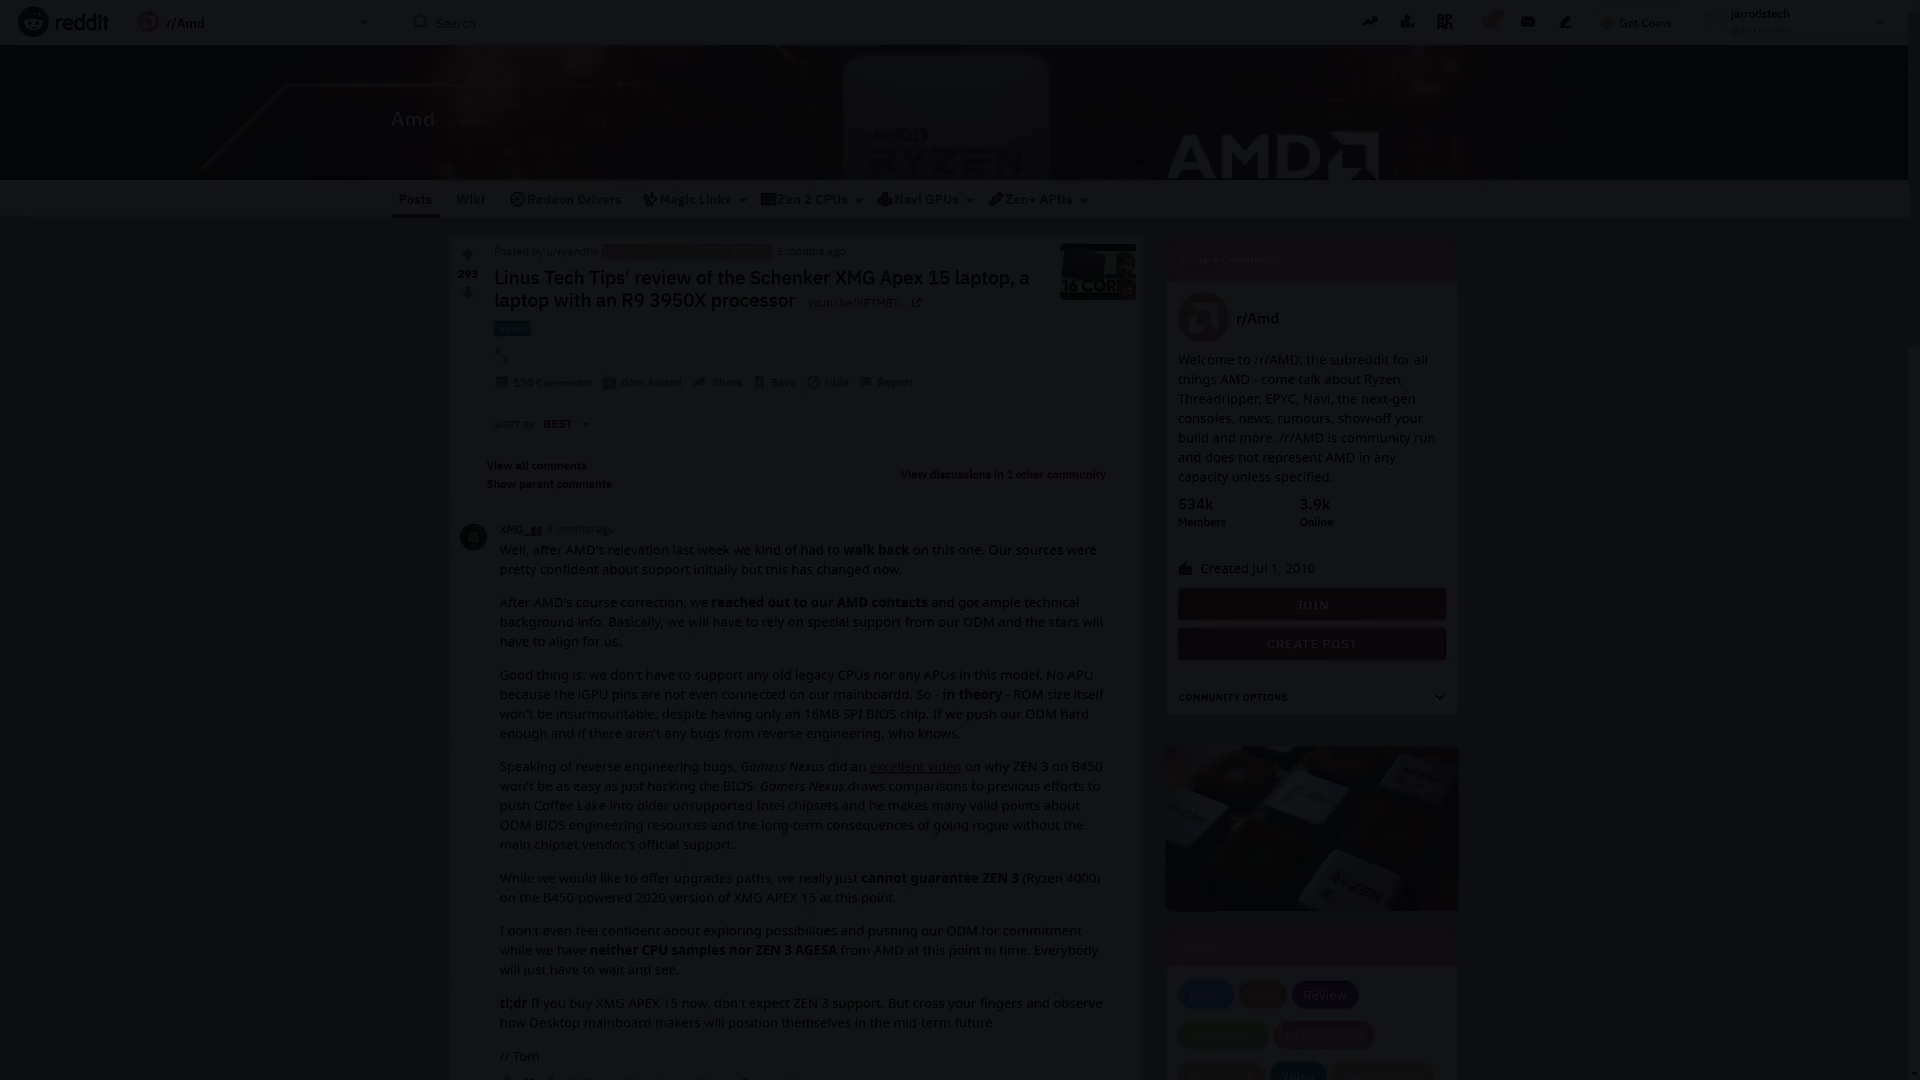 reddit
r/Amd
Search
Get Coins
jarrodstech
Amd
AMD
RYZEN
AMD
Posts
Wiki
Radeon Drivers
Magic Links
Zen 2 CPUs
Navi GPUs
Zen+ APUs
Posted by
3 months ago
293
Linus Tech Tips' review of the Schenker XMG Apex 15 laptop, a
laptop with an R9 3950X processor
16 CORE
Video
170 Comments
Give Award
Share
Save
Hide
Report
SORT BY BEST
View all comments
Show parent comments
View discussions in 1 other community
XMG_gg 3 months ago
Well, after AMD's relevation last week we kind of had to walk back on this one. Our sources were
pretty confident about support initially but this has changed now.
After AMD's course correction, we reached out to our AMD contacts and got ample technical
background info. Basically, we will have to rely on special support from our ODM and the stars will
have to align for us.
Good thing is: we don't have to support any old legacy CPUs nor any APUs in this model. No APU
because the iGPU pins are not even connected on our mainboardd. So - in theory - ROM size itself
won't be insurmountable, despite having only an 16MB SPI BIOS chip. If we push our ODM hard
enough and if there aren't any bugs from reverse engineering, who knows.
Speaking of reverse engineering bugs. Gamers Nexus did an excellent video on why ZEN 3 on B450
won't be as easy as just hacking the BIOS. Gamers Nexus draws comparisons to previous efforts to
push Coffee Lake into older unsupported Intel chipsets and he makes many valid points about
ODM BIOS engineering resources and the long-term consequences of going rogue without the
main chipset vendor's official support.
While we would like to offer upgrades paths, we really just cannot guarantee ZEN 3 (Ryzen 4000)
on the B450-powered 2020 version of XMG APEX 15 at this point.
I don't even feel confident about exploring possibilities and pushing our ODM for commitment
while we have neither CPU samples nor ZEN 3 AGESA from AMD at this point in time. Everybody
will just have to wait and see.
tl;dr If you buy XMG APEX 15 now, don't expect ZEN 3 support. But cross your fingers and observe
how Desktop mainboard makers will position themselves in the mid-term future
// Tom
r/Amd
Welcome to /r/AMD; the subreddit for all
things AMD - come talk about Ryzen,
Threadripper, EPYC, Navi, the next-gen
consoles, news, rumours, show-off your
build and more. /r/AMD is community run
and does not represent AMD in any
capacity unless specified.
534k
Members
3.9k
Online
Created Jul 1, 2010
JOIN
CREATE POST
COMMUNITY OPTIONS
RYZEN
News
Review
Video